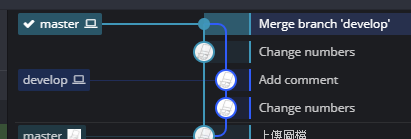 master Merge branch 'develop'
Change numbers
develop Add comment
Change numbers
master 上傳圖檔